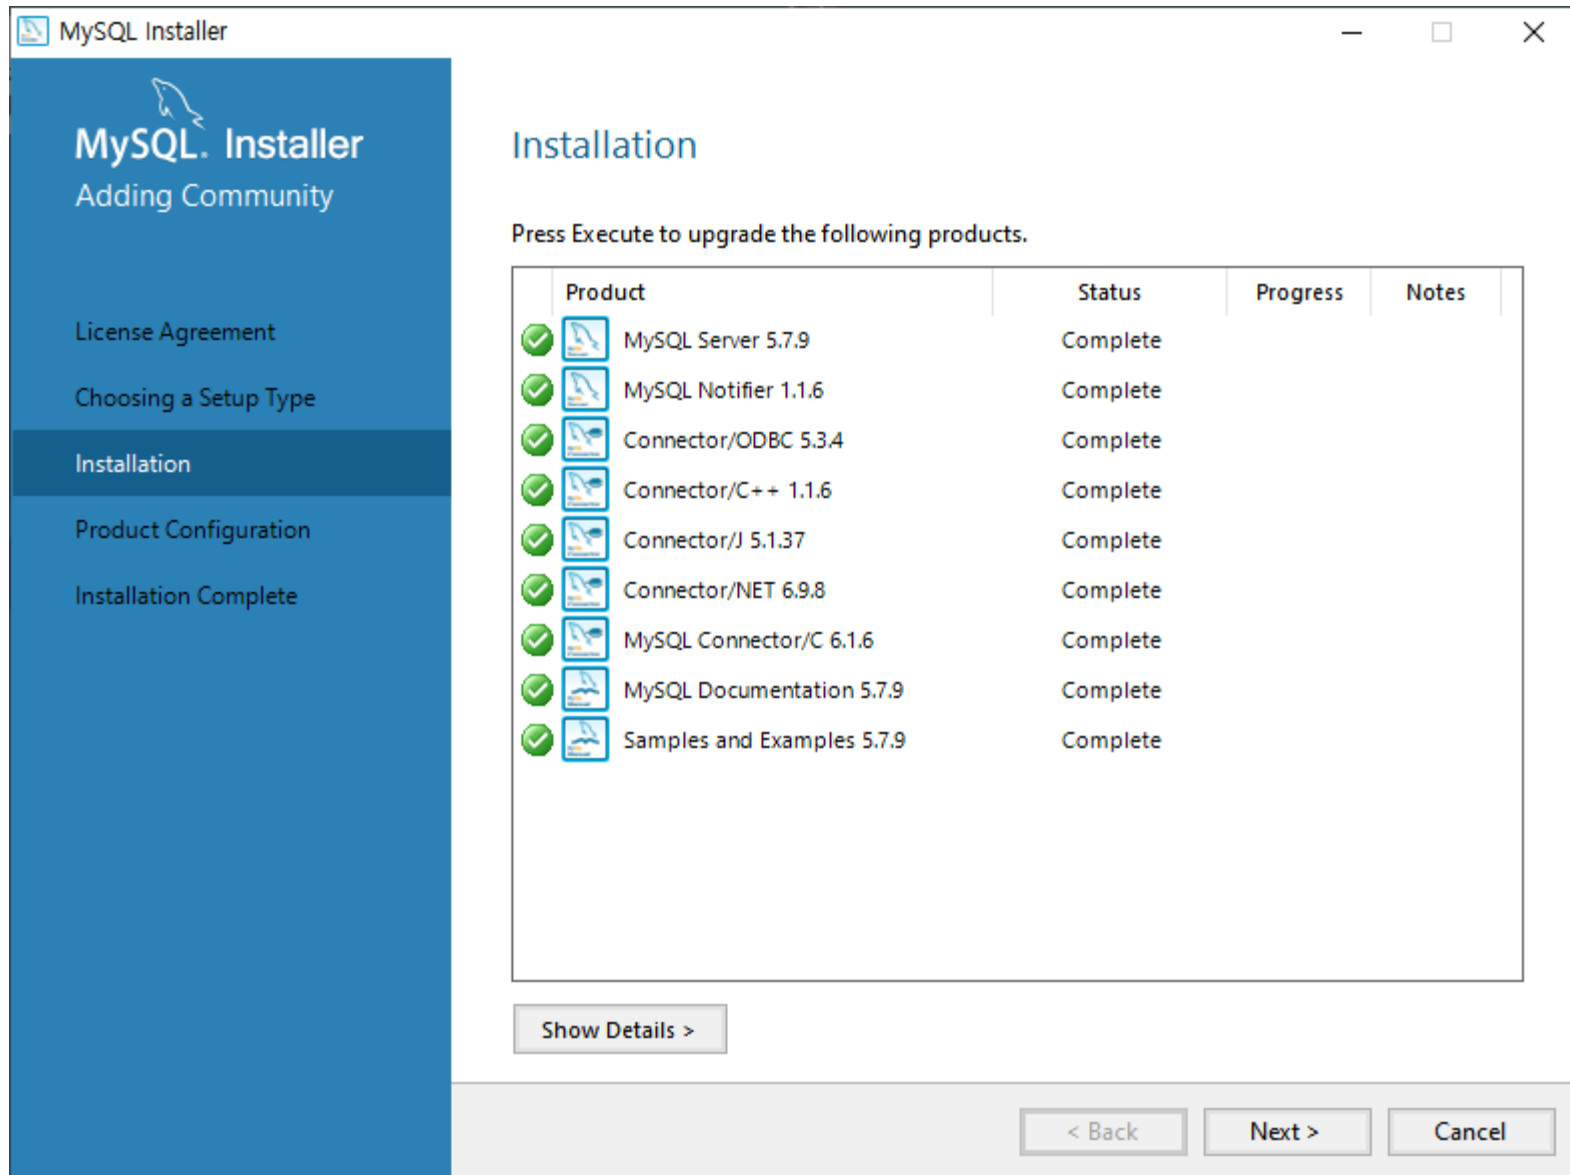 MySQL Installer
MySQL. Installer
Adding Community
License Agreement
Choosing a Setup Type
Installation
Product Configuration
Installation Complete
Installation
Press Execute to upgrade the following products.
Product Status Progress Notes
MySQL Server 5.7.9 Complete
MySQL Notifier 1.1.6 Complete
Connector/ODBC 5.3.4 Complete
Connector/C++ 1.1.6 Complete
Connector/J 5.1.37 Complete
Connector/NET 6.9.8 Complete
MySQL Connector/C 6.1.6 Complete
MySQL Documentation 5.7.9 Complete
Samples and Examples 5.7.9 Complete
Show Details >
< Back Next > Cancel